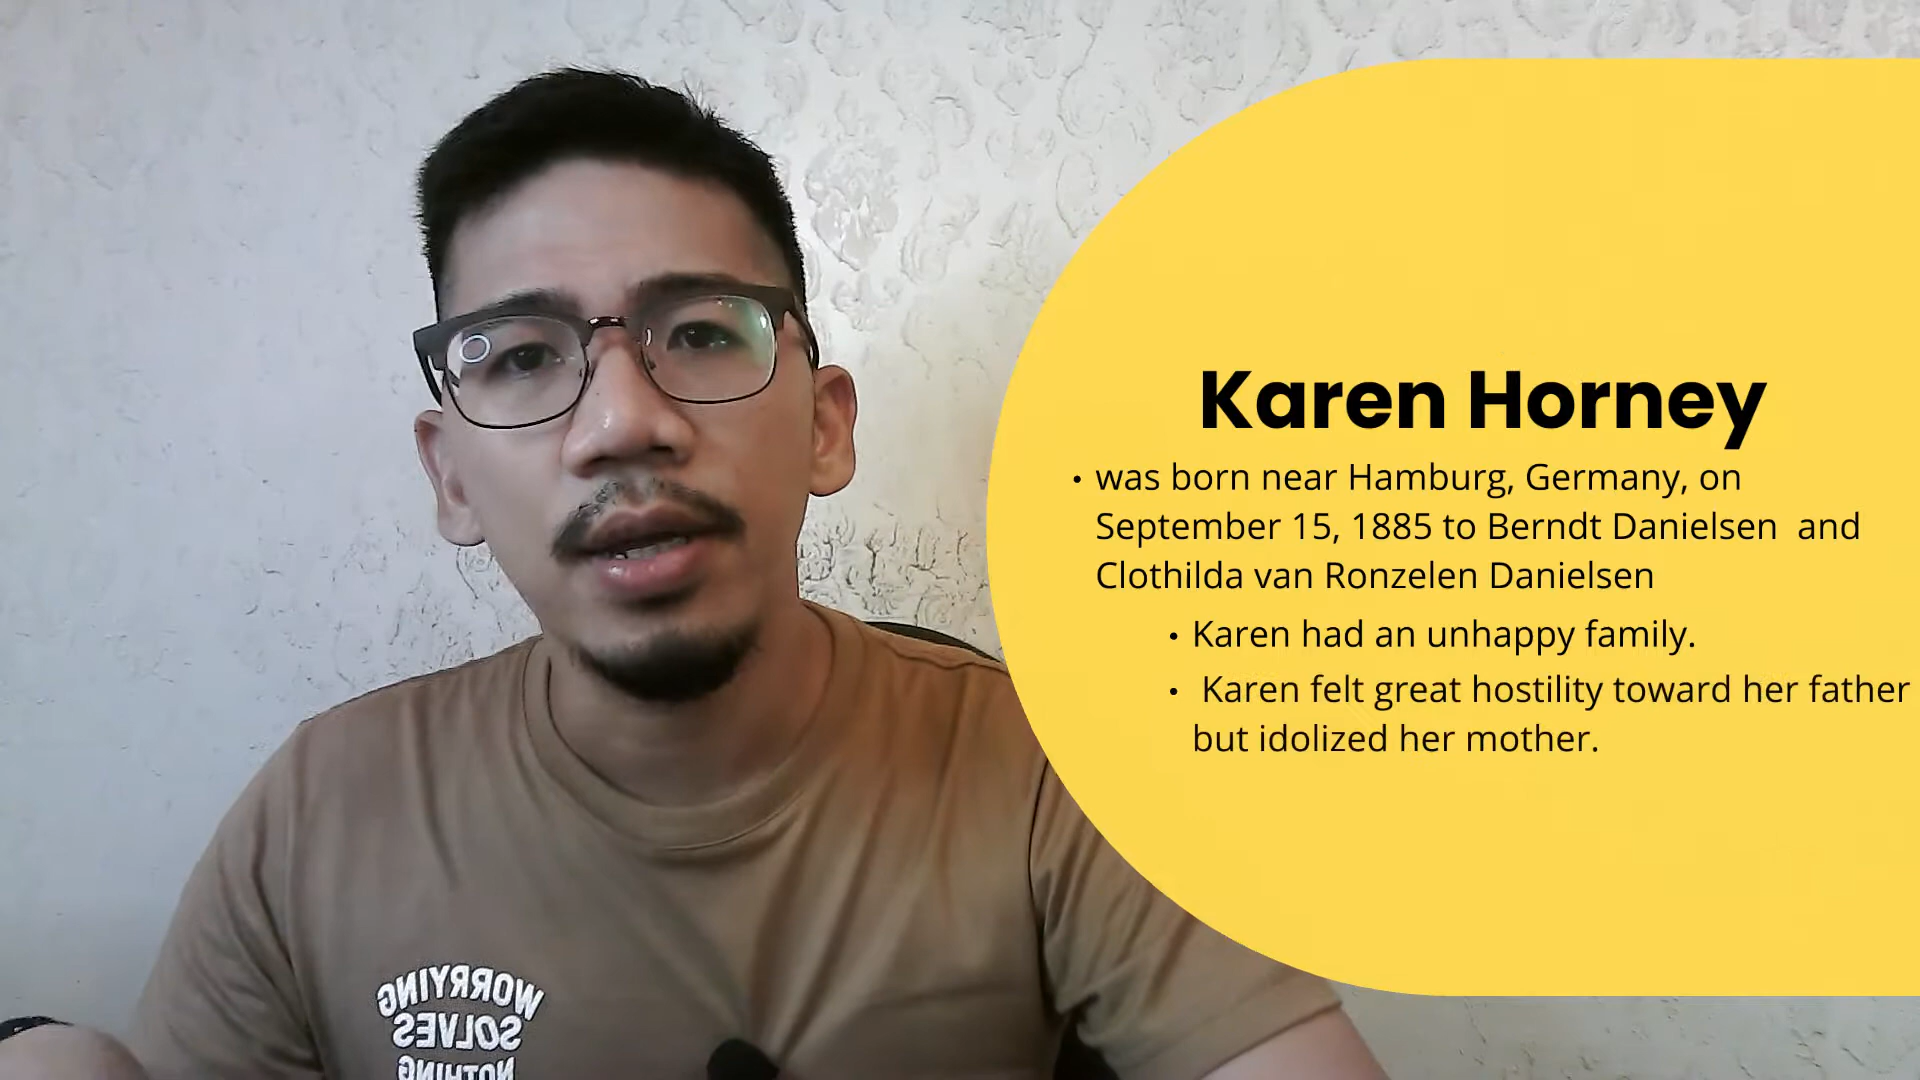 Karen Horney
• was born near Hamburg, Germany, on
September 15, 1885 to Berndt Danielsen and
Clothilda van Ronzelen Danielsen
• Karen had an unhappy family.
• Karen felt great hostility toward her father
but idolized her mother.
WORRYING
SOLVES
NOTHING